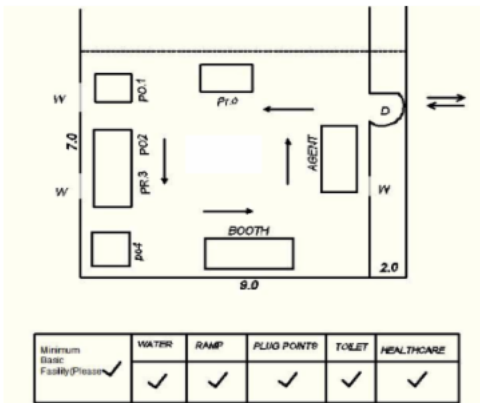 PO.1
Pr.o
W
D
7.0
PO2
PR.3
AGENT
W
W
po4
BOOTH
2.0
9.0
Minimum
Basic
Facility(Please
WATER
RAMP
PLUG POINTS
TOILET
HEALTHCARE